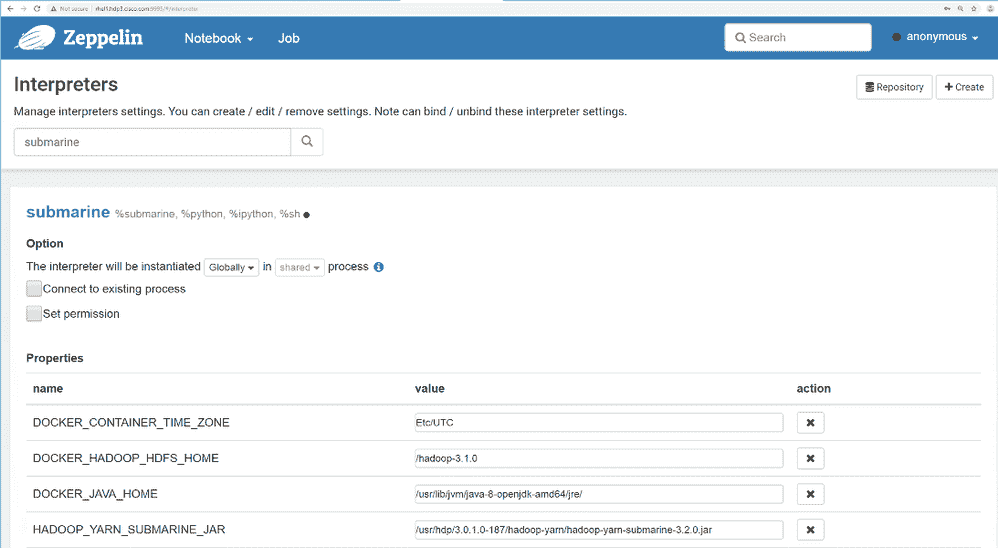 Not secure rhel1.hdp3.cisco.com:9995/#/interpreter
Zeppelin Notebook Job Search anonymous
Interpreters
Repository + Create
Manage interpreters settings. You can create / edit / remove settings. Note can bind / unbind these interpreter settings.
submarine
submarine %submarine, %python, %ipython, %sh
Option
The interpreter will be instantiated Globally in shared process
Connect to existing process
Set permission
Properties
name value action
DOCKER_CONTAINER_TIME_ZONE Etc/UTC
DOCKER_HADOOP_HDFS_HOME /hadoop-3.1.0
DOCKER_JAVA_HOME /usr/lib/jvm/java-8-openjdk-amd64/jre/
HADOOP_YARN_SUBMARINE_JAR /usr/hdp/3.0.1.0-187/hadoop-yarn/hadoop-yarn-submarine-3.2.0.jar